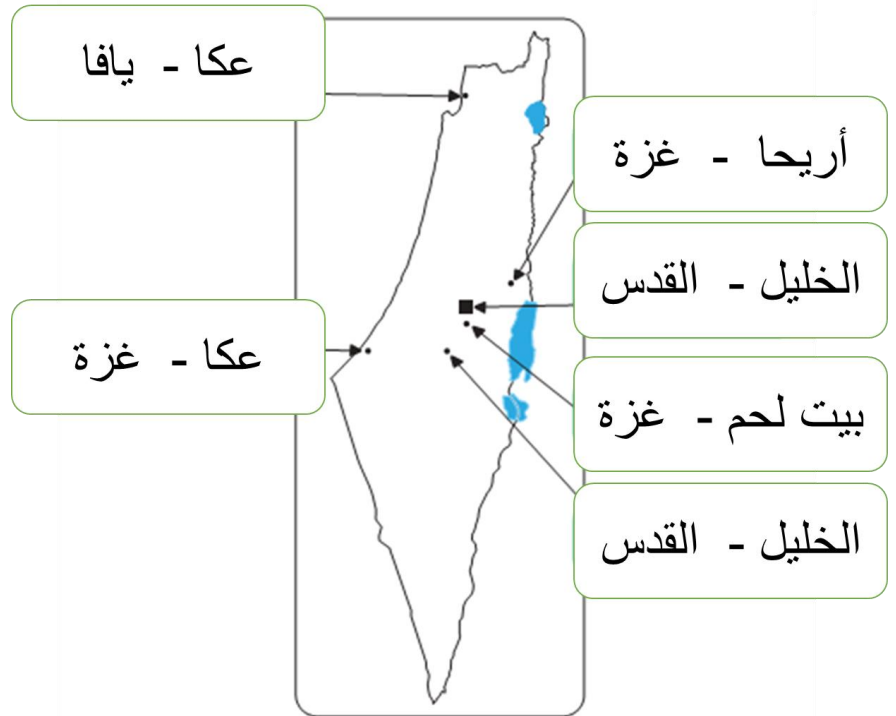 عكا - يافا
أريحا - غزة
الخليل - القدس
عكا - غزة
بيت لحم - غزة
الخليل - القدس